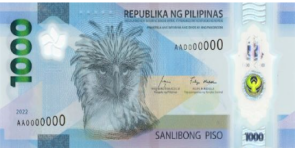 REPUBLIKA NG PILIPINAS
1000
AA0000000
2022
AA0000000
SANLIBONG PISO
1000